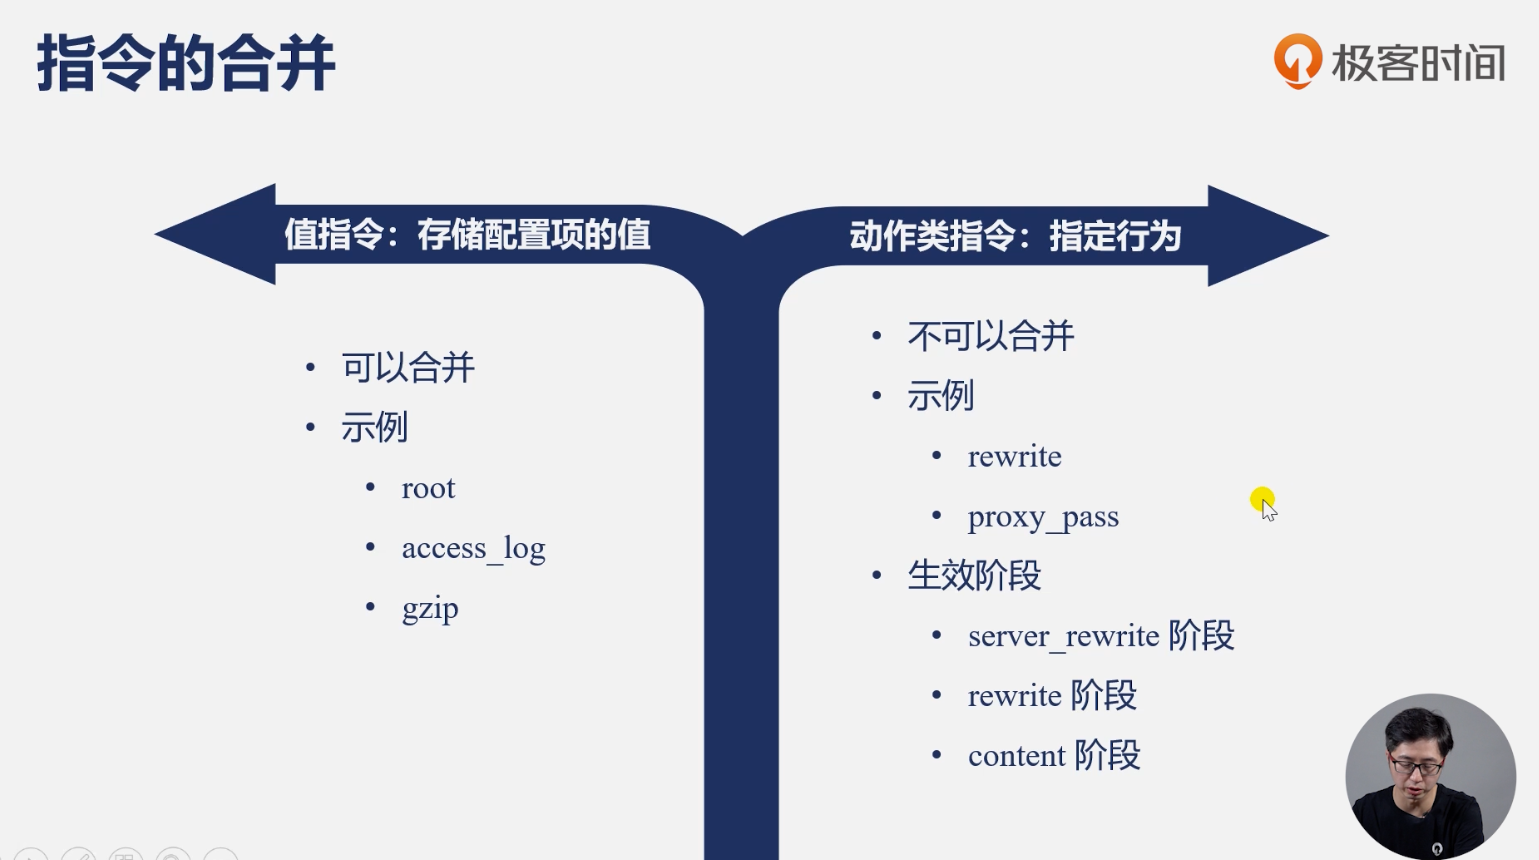 指令的合并
极客时间
值指令：存储配置项的值
动作类指令：指定行为
• 可以合并
• 示例
• root
• access_log
• gzip
• 不可以合并
• 示例
• rewrite
• proxy_pass
• 生效阶段
• server_rewrite 阶段
• rewrite 阶段
• content 阶段